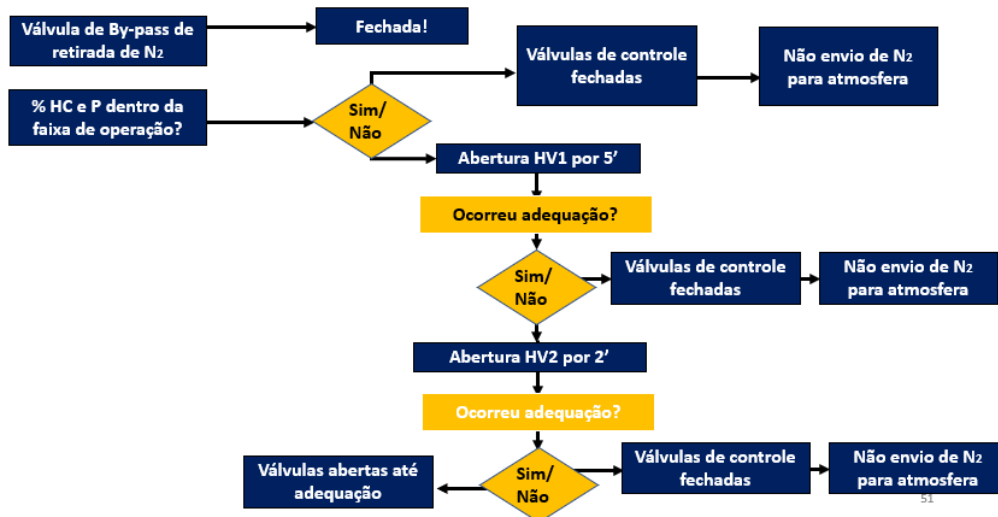 Válvula de By-pass de
retirada de N₂
Fechada!
% HC e P dentro da
faixa de operação?
Sim/
Não
Válvulas de controle
fechadas
Não envio de N₂
para atmosfera
Abertura HV1 por 5’
Ocorreu adequação?
Sim/
Não
Válvulas de controle
fechadas
Não envio de N₂
para atmosfera
Abertura HV2 por 2’
Ocorreu adequação?
Sim/
Não
Válvulas abertas até
adequação
Válvulas de controle
fechadas
Não envio de N₂
para atmosfera
51